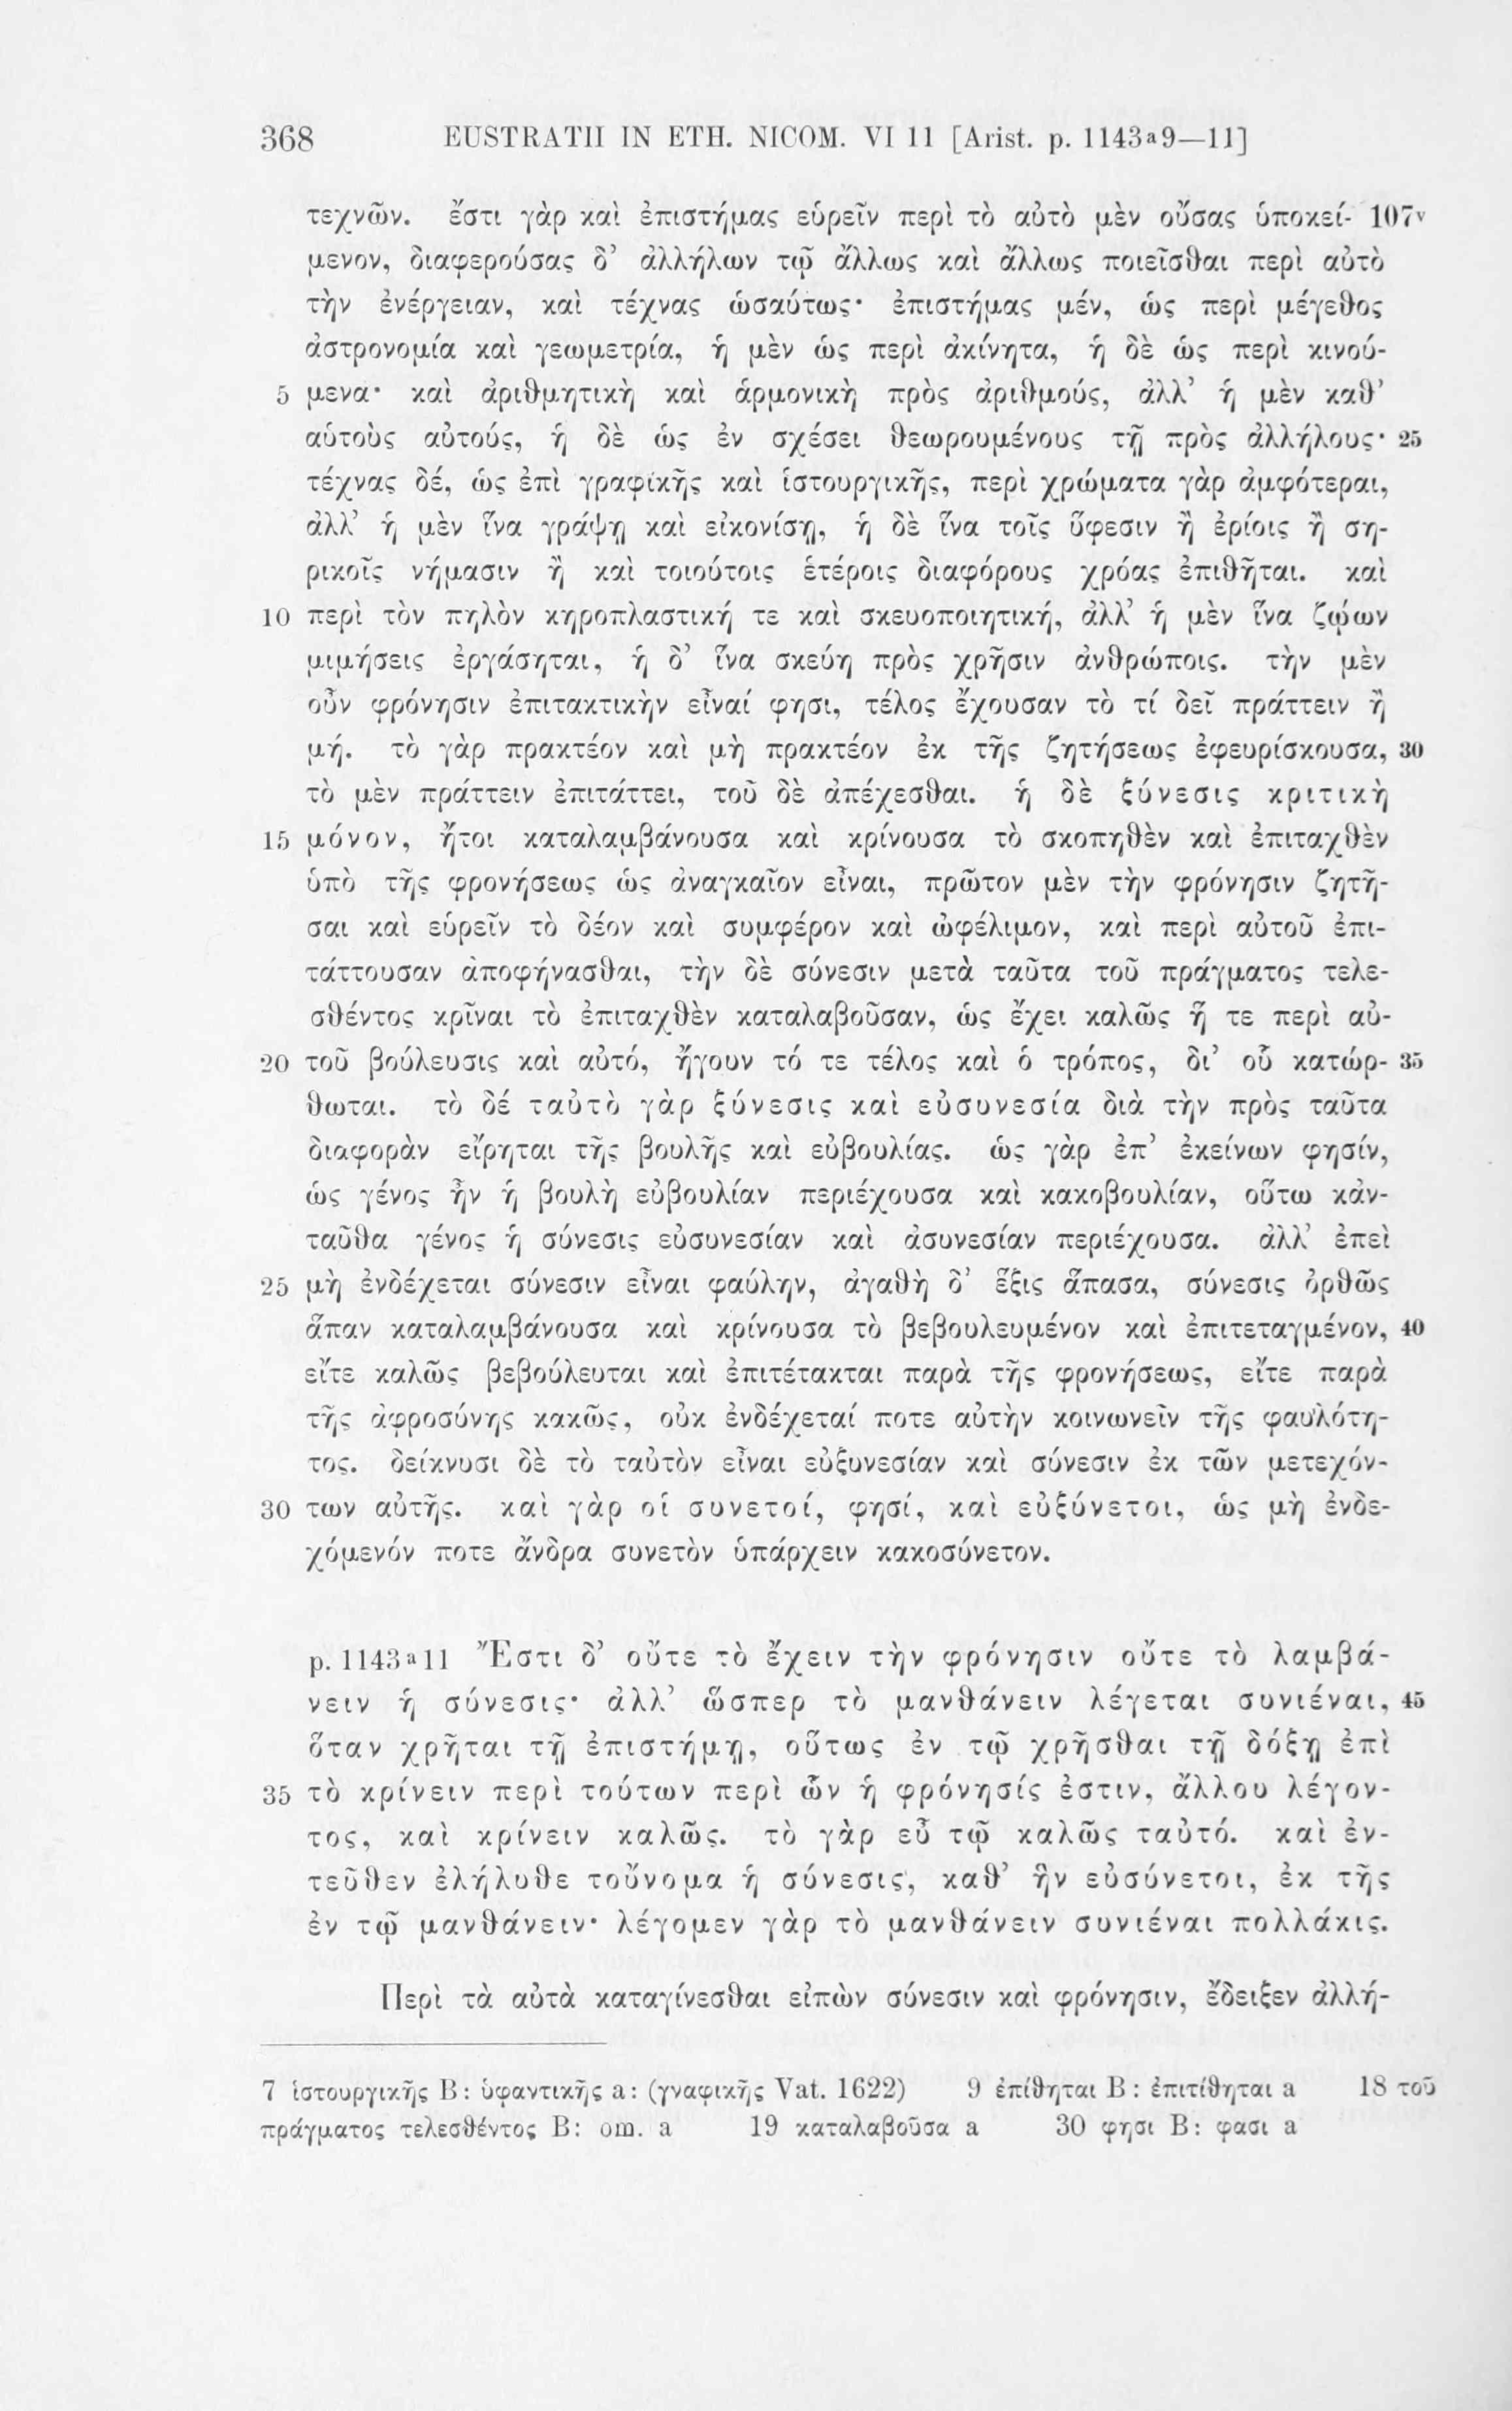 368 EUSTRATII IN ETH. NICOM. VI 11 [Arist. p. 1143a9—11]
τεχνῶν. ἔστι γὰρ καὶ ἐπιστήμας εὑρεῖν περὶ τὸ αὐτὸ μὲν οὔσας ὑποκεί- 107v
μενον, διαφερούσας δ’ ἀλλήλων τῷ ἄλλως καὶ ἄλλως ποιεῖσθαι περὶ αὐτὸ
τὴν ἐνέργειαν, καὶ τέχνας ὡσαύτως· ἐπιστήμας μέν, ὡς περὶ μέγεθος
ἀστρονομία καὶ γεωμετρία, ἡ μὲν ὡς περὶ ἀκίνητα, ἡ δὲ ὡς περὶ κινού-
5 μενα· καὶ ἀριθμητικὴ καὶ ἁρμονικὴ πρὸς ἀριθμούς, ἀλλ’ ἡ μὲν καθ’
αὑτοὺς αὐτούς, ἡ δὲ ὡς ἐν σχέσει θεωρουμένους τῇ πρὸς ἀλλήλους· 25
τέχνας δέ, ὡς ἐπὶ γραφικῆς καὶ ἱστουργικῆς, περὶ χρώματα γὰρ ἀμφότεραι,
ἀλλ’ ἡ μὲν ἵνα γράψῃ καὶ εἰκονίσῃ, ἡ δὲ ἵνα τοῖς ὕφεσιν ἢ ἐρίοις ἢ ση-
ρικοῖς νήμασιν ἢ καὶ τοιούτοις ἑτέροις διαφόρους χρόας ἐπιθῆται. καὶ
10 περὶ τὸν πηλὸν κηροπλαστική τε καὶ σκευοποιητική, ἀλλ’ ἡ μὲν ἵνα ζῴων
μιμήσεις ἐργάσηται, ἡ δ’ ἵνα σκεύη πρὸς χρῆσιν ἀνθρώποις. τὴν μὲν
οὖν φρόνησιν ἐπιτακτικὴν εἶναί φησι, τέλος ἔχουσαν τὸ τί δεῖ πράττειν ἢ
μή. τὸ γὰρ πρακτέον καὶ μὴ πρακτέον ἐκ τῆς ζητήσεως ἐφευρίσκουσα, 30
τὸ μὲν πράττειν ἐπιτάττει, τοῦ δὲ ἀπέχεσθαι. ἡ δὲ ξύνεσις κριτικὴ
15 μόνον, ἤτοι καταλαμβάνουσα καὶ κρίνουσα τὸ σκοπηθὲν καὶ ἐπιταχθὲν
ὑπὸ τῆς φρονήσεως ὡς ἀναγκαῖον εἶναι, πρῶτον μὲν τὴν φρόνησιν ζητῆ-
σαι καὶ εὑρεῖν τὸ δέον καὶ συμφέρον καὶ ὠφέλιμον, καὶ περὶ αὐτοῦ ἐπι-
τάττουσαν ἀποφήνασθαι, τὴν δὲ σύνεσιν μετὰ ταῦτα τοῦ πράγματος τελε-
σθέντος κρῖναι τὸ ἐπιταχθὲν καταλαβοῦσαν, ὡς ἔχει καλῶς ἥ τε περὶ αὐ-
20 τοῦ βούλευσις καὶ αὐτό, ἤγουν τό τε τέλος καὶ ὁ τρόπος, δι’ οὗ κατώρ- 35
θωται. τὸ δέ ταὐτὸ γὰρ ξύνεσις καὶ εὐσυνεσία διὰ τὴν πρὸς ταῦτα
διαφορὰν εἴρηται τῆς βουλῆς καὶ εὐβουλίας. ὡς γὰρ ἐπ’ ἐκείνων φησίν,
ὡς γένος ἦν ἡ βουλὴ εὐβουλίαν περιέχουσα καὶ κακοβουλίαν, οὕτω κἀν-
ταῦθα γένος ἡ σύνεσις εὐσυνεσίαν καὶ ἀσυνεσίαν περιέχουσα. ἀλλ’ ἐπεὶ
25 μὴ ἐνδέχεται σύνεσιν εἶναι φαύλην, ἀγαθὴ δ’ ἕξις ἅπασα, σύνεσις ὀρθῶς
ἅπαν καταλαμβάνουσα καὶ κρίνουσα τὸ βεβουλευμένον καὶ ἐπιτεταγμένον, 40
εἴτε καλῶς βεβούλευται καὶ ἐπιτέτακται παρὰ τῆς φρονήσεως, εἴτε παρὰ
τῆς ἀφροσύνης κακῶς, οὐκ ἐνδέχεταί ποτε αὐτὴν κοινωνεῖν τῆς φαυλότη-
τος. δείκνυσι δὲ τὸ ταὐτὸν εἶναι εὐξυνεσίαν καὶ σύνεσιν ἐκ τῶν μετεχόν-
30 των αὐτῆς. καὶ γὰρ οἱ συνετοί, φησί, καὶ εὐξύνετοι, ὡς μὴ ἐνδε-
χόμενόν ποτε ἄνδρα συνετὸν ὑπάρχειν κακοσύνετον.
p. 1143a11 Ἔστι δ’ οὔτε τὸ ἔχειν τὴν φρόνησιν οὔτε τὸ λαμβά-
νειν ἡ σύνεσις· ἀλλ’ ὥσπερ τὸ μανθάνειν λέγεται συνιέναι, 45
ὅταν χρῆται τῇ ἐπιστήμῃ, οὕτως ἐν τῷ χρῆσθαι τῇ δόξῃ ἐπὶ
35 τὸ κρίνειν περὶ τούτων περὶ ὧν ἡ φρόνησίς ἐστιν, ἄλλου λέγον-
τος, καὶ κρίνειν καλῶς. τὸ γὰρ εὖ τῷ καλῶς ταὐτό. καὶ ἐν-
τεῦθεν ἐλήλυθε τοὔνομα ἡ σύνεσις, καθ’ ἣν εὐσύνετοι, ἐκ τῆς
ἐν τῷ μανθάνειν· λέγομεν γὰρ τὸ μανθάνειν συνιέναι πολλάκις.
Περὶ τὰ αὐτὰ καταγίνεσθαι εἰπὼν σύνεσιν καὶ φρόνησιν, ἔδειξεν ἀλλή-
7 ἱστουργικῆς B: ὑφαντικῆς a: (γναφικῆς Vat. 1622) 9 ἐπίθηται B: ἐπιτίθηται a 18 τοῦ
πράγματος τελεσθέντος B: om. a 19 καταλαβοῦσα a 30 φησι B: φασι a